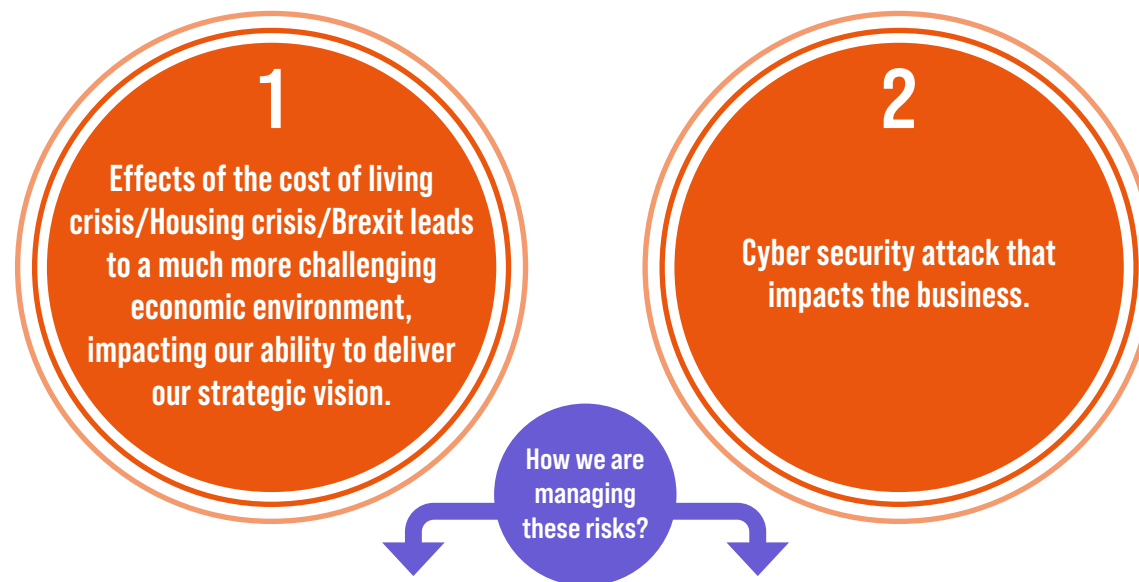 1
Effects of the cost of living
crisis/Housing crisis/Brexit leads
to a much more challenging
economic environment,
impacting our ability to deliver
our strategic vision.
2
Cyber security attack that
impacts the business.
How we are
managing
these risks?